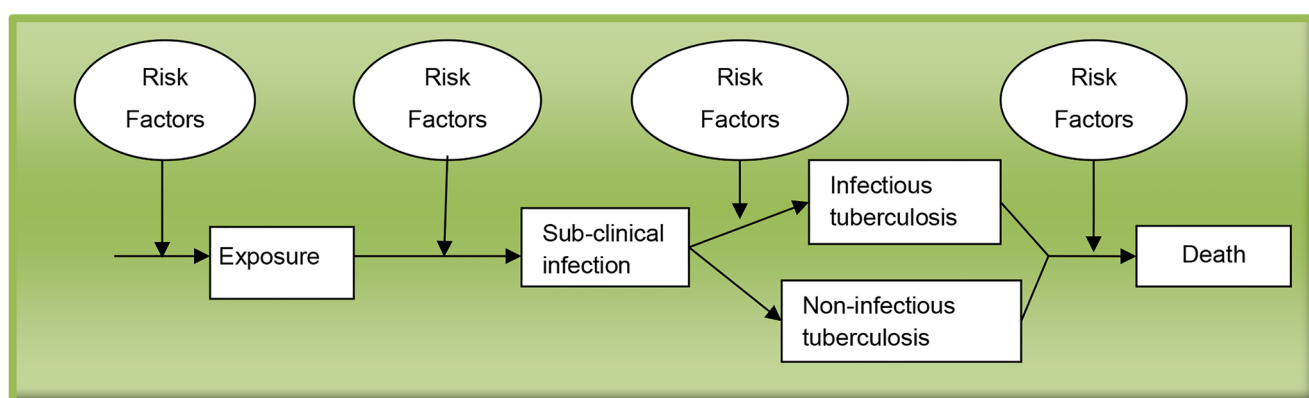 Risk
Factors
Risk
Factors
Risk
Factors
Risk
Factors
Exposure
Sub-clinical
infection
Infectious
tuberculosis
Non-infectious
tuberculosis
Death